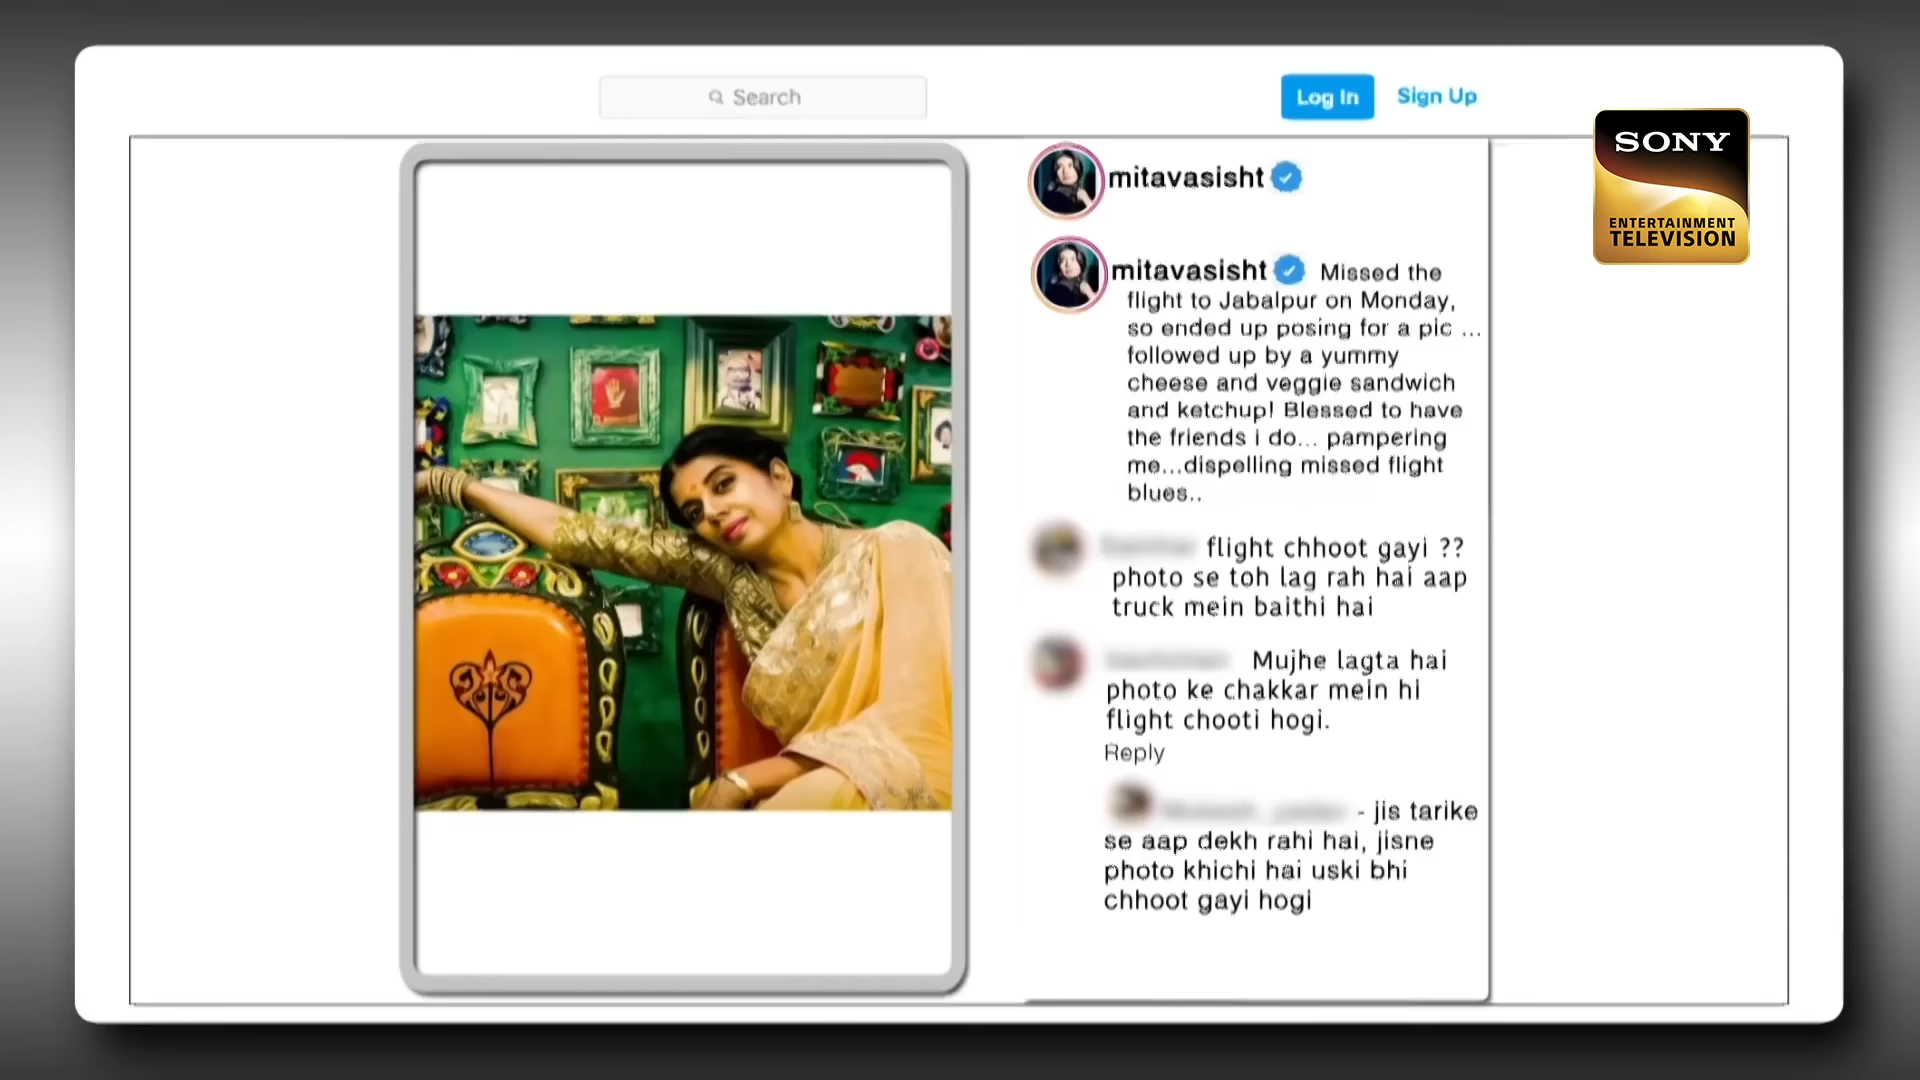 Search
Log In
Sign Up
SONY
ENTERTAINMENT
TELEVISION
mitavasisht
mitavasisht Missed the
flight to Jabalpur on Monday,
so ended up posing for a pic ...
followed up by a yummy
cheese and veggie sandwich
and ketchup! Blessed to have
the friends i do... pampering
me...dispelling missed flight
blues..
flight chhoot gayi ??
photo se toh lag rah hai aap
truck mein baithi hai
Mujhe lagta hai
photo ke chakkar mein hi
flight chooti hogi.
Reply
- jis tarike
se aap dekh rahi hai, jisne
photo khichi hai uski bhi
chhoot gayi hogi